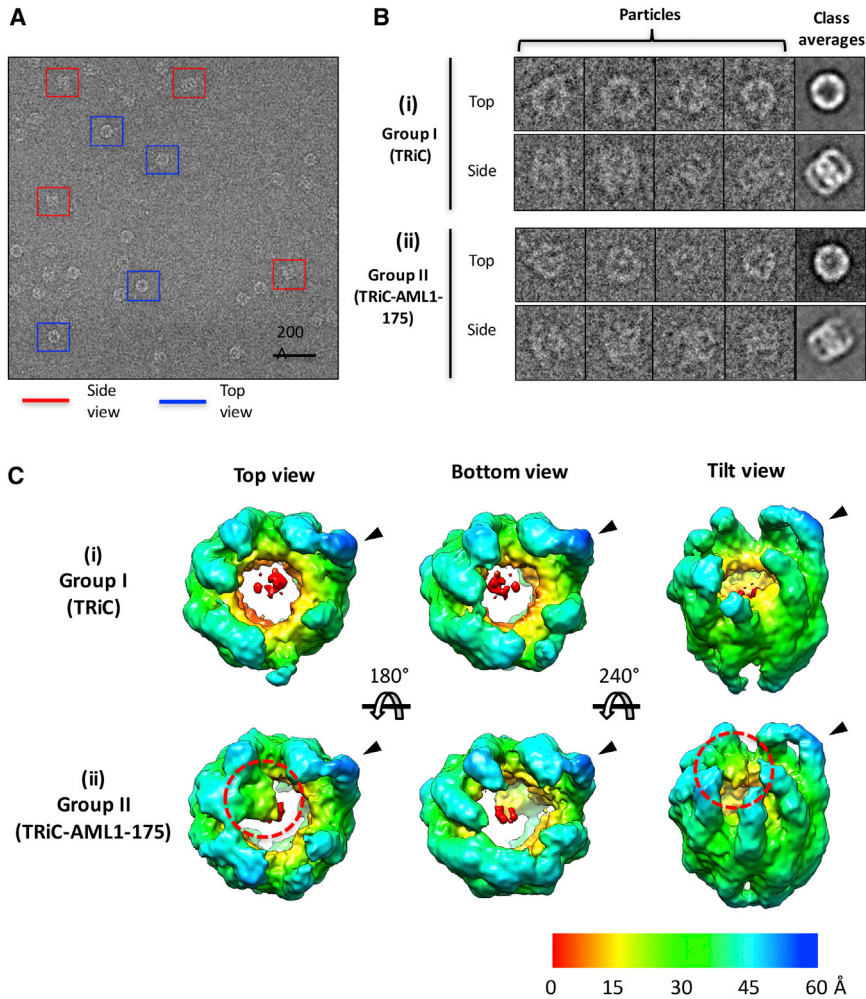 A
200
A
Side
view
Top
view
B
Particles
Class
averages
(i)
Group I
(TRiC)
Top
Side
(ii)
Group II
(TRiC-AML1-
175)
Top
Side
C
Top view
Bottom view
Tilt view
(i)
Group I
(TRiC)
180°
240°
(ii)
Group II
(TRiC-AML1-175)
0 15 30 45 60 Å